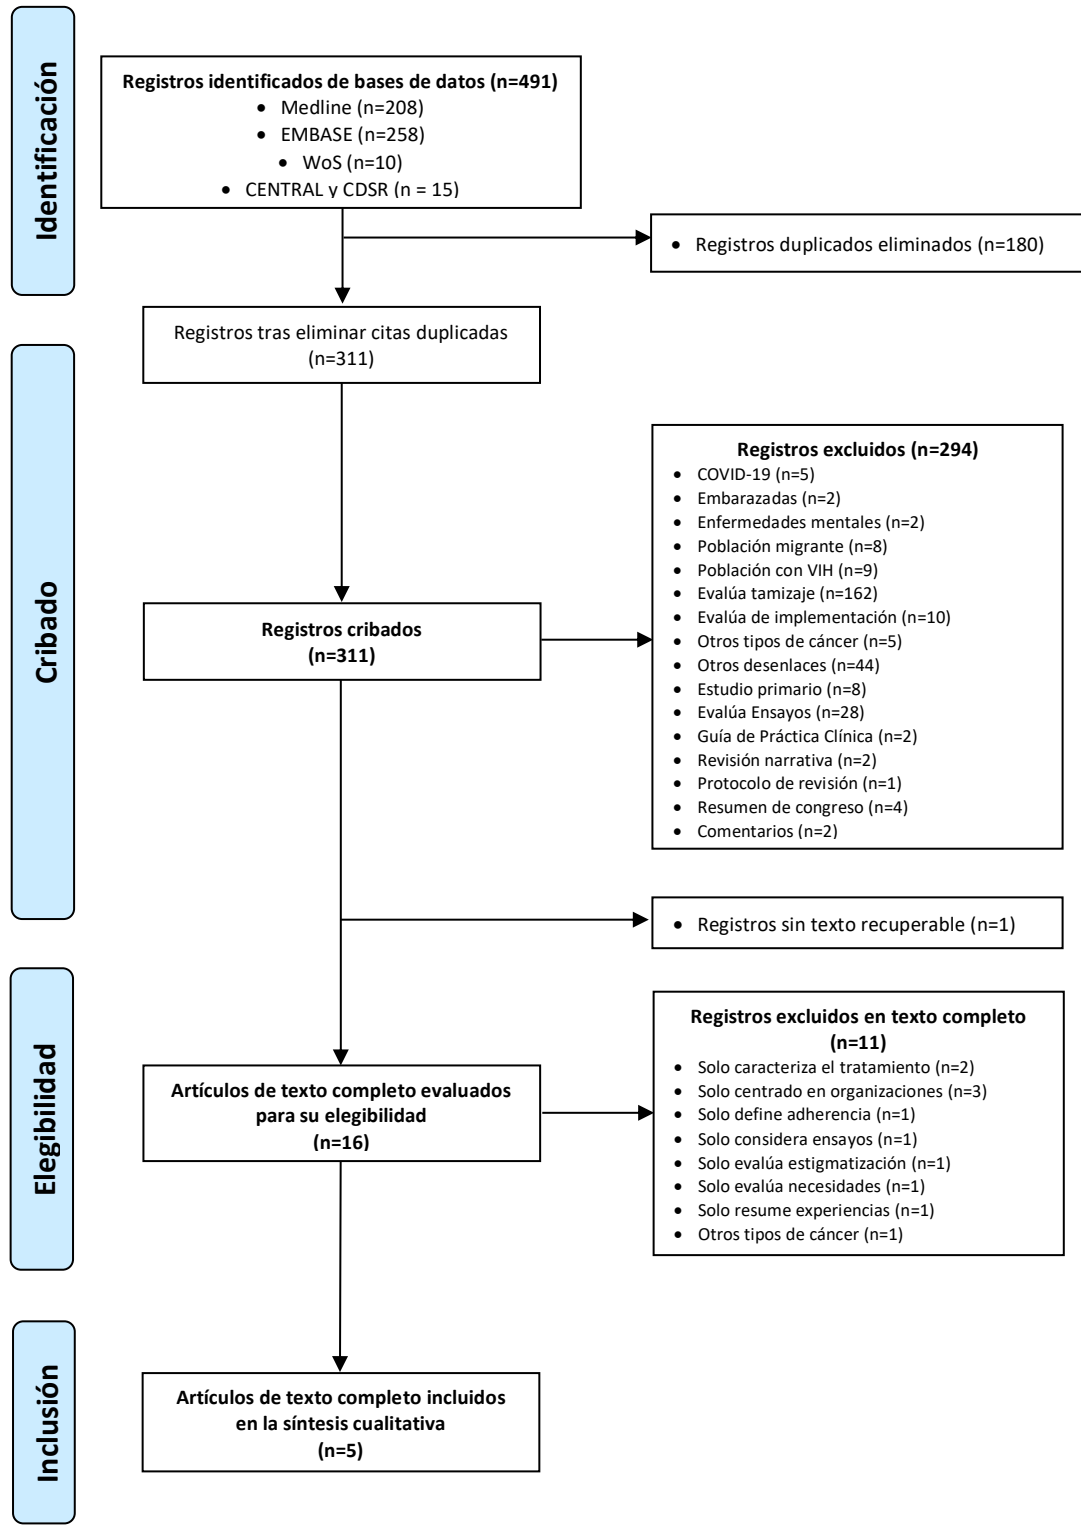 Identificación
Registros identificados de bases de datos (n=491)
• Medline (n=208)
• EMBASE (n=258)
• WoS (n=10)
• CENTRAL y CDSR (n = 15)
• Registros duplicados eliminados (n=180)
Registros tras eliminar citas duplicadas
(n=311)
Cribado
Registros cribados
(n=311)
Registros excluidos (n=294)
• COVID-19 (n=5)
• Embarazadas (n=2)
• Enfermedades mentales (n=2)
• Población migrante (n=8)
• Población con VIH (n=9)
• Evalúa tamizaje (n=162)
• Evalúa de implementación (n=10)
• Otros tipos de cáncer (n=5)
• Otros desenlaces (n=44)
• Estudio primario (n=8)
• Evalúa Ensayos (n=28)
• Guía de Práctica Clínica (n=2)
• Revisión narrativa (n=2)
• Protocolo de revisión (n=1)
• Resumen de congreso (n=4)
• Comentarios (n=2)
• Registros sin texto recuperable (n=1)
Elegibilidad
Artículos de texto completo evaluados
para su elegibilidad
(n=16)
Registros excluidos en texto completo
(n=11)
• Solo caracteriza el tratamiento (n=2)
• Solo centrado en organizaciones (n=3)
• Solo define adherencia (n=1)
• Solo considera ensayos (n=1)
• Solo evalúa estigmatización (n=1)
• Solo evalúa necesidades (n=1)
• Solo resume experiencias (n=1)
• Otros tipos de cáncer (n=1)
Inclusión
Artículos de texto completo incluidos
en la síntesis cualitativa
(n=5)